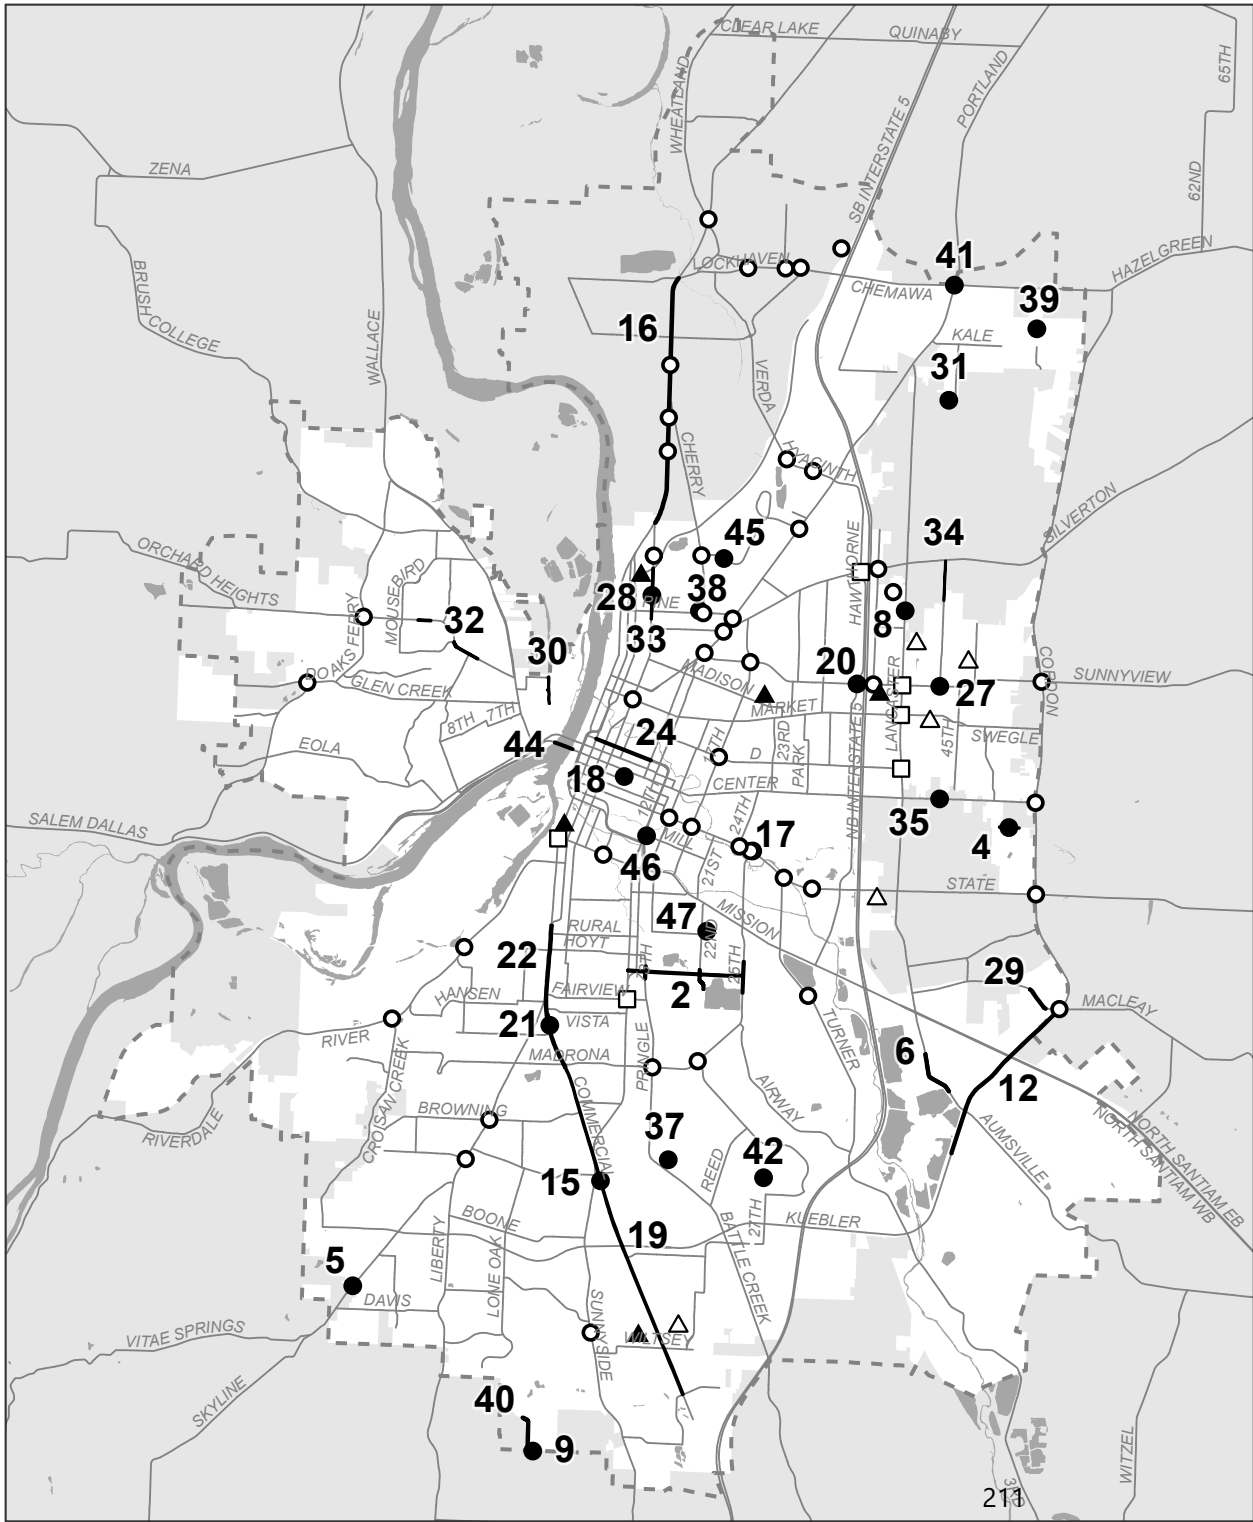 CLEAR LAKE
QUINABY
65TH
WHEATLAND
PORTLAND
SB INTERSTATE 5
ZENA
62ND
BRUSH COLLEGE
WALLACE
LOCKHAVEN
CHEMAWA
HAZELGREEN
41
39
16
KALE
31
VERDA
CHERRY
HYACINTH
SILVERTON
45
34
HAWTHORNE
ORCHARD HEIGHTS
MOUSEBIRD
28
38
PINE
8
32
33
30
DOAKS FERRY
GLEN CREEK
MADISON
20
LANCASTER
27
CORDON
SUNNYVIEW
8TH
7TH
MARKET
EOLA
44
24
17TH
23RD
PARK
D
45TH
SWEGLE
18
CENTER
12TH
24TH
NB INTERSTATE 5
35
4
SALEM DALLAS
MILL
17
46
21ST
STATE
MISSION
47
22ND
RURAL
HOYT
22
25TH
29
HANSEN
FAIRVIEW
2
MACLEAY
21
VISTA
RIVER
MADRONA
PRINGLE
TURNER
6
12
CROISAN CREEK
COMMERCIAL
AIRWAY
BROWNING
RIVERDALE
AUMSVILLE
NORTH SANTIAM EB
NORTH SANTIAM WB
37
42
REED
15
27TH
BOONE
19
KUEBLER
LIBERTY
LONE OAK
BATTLE CREEK
5
DAVIS
SUNNYSIDE
WILTSEY
VITAE SPRINGS
SKYLINE
40
9
WITZEL
3RD
211